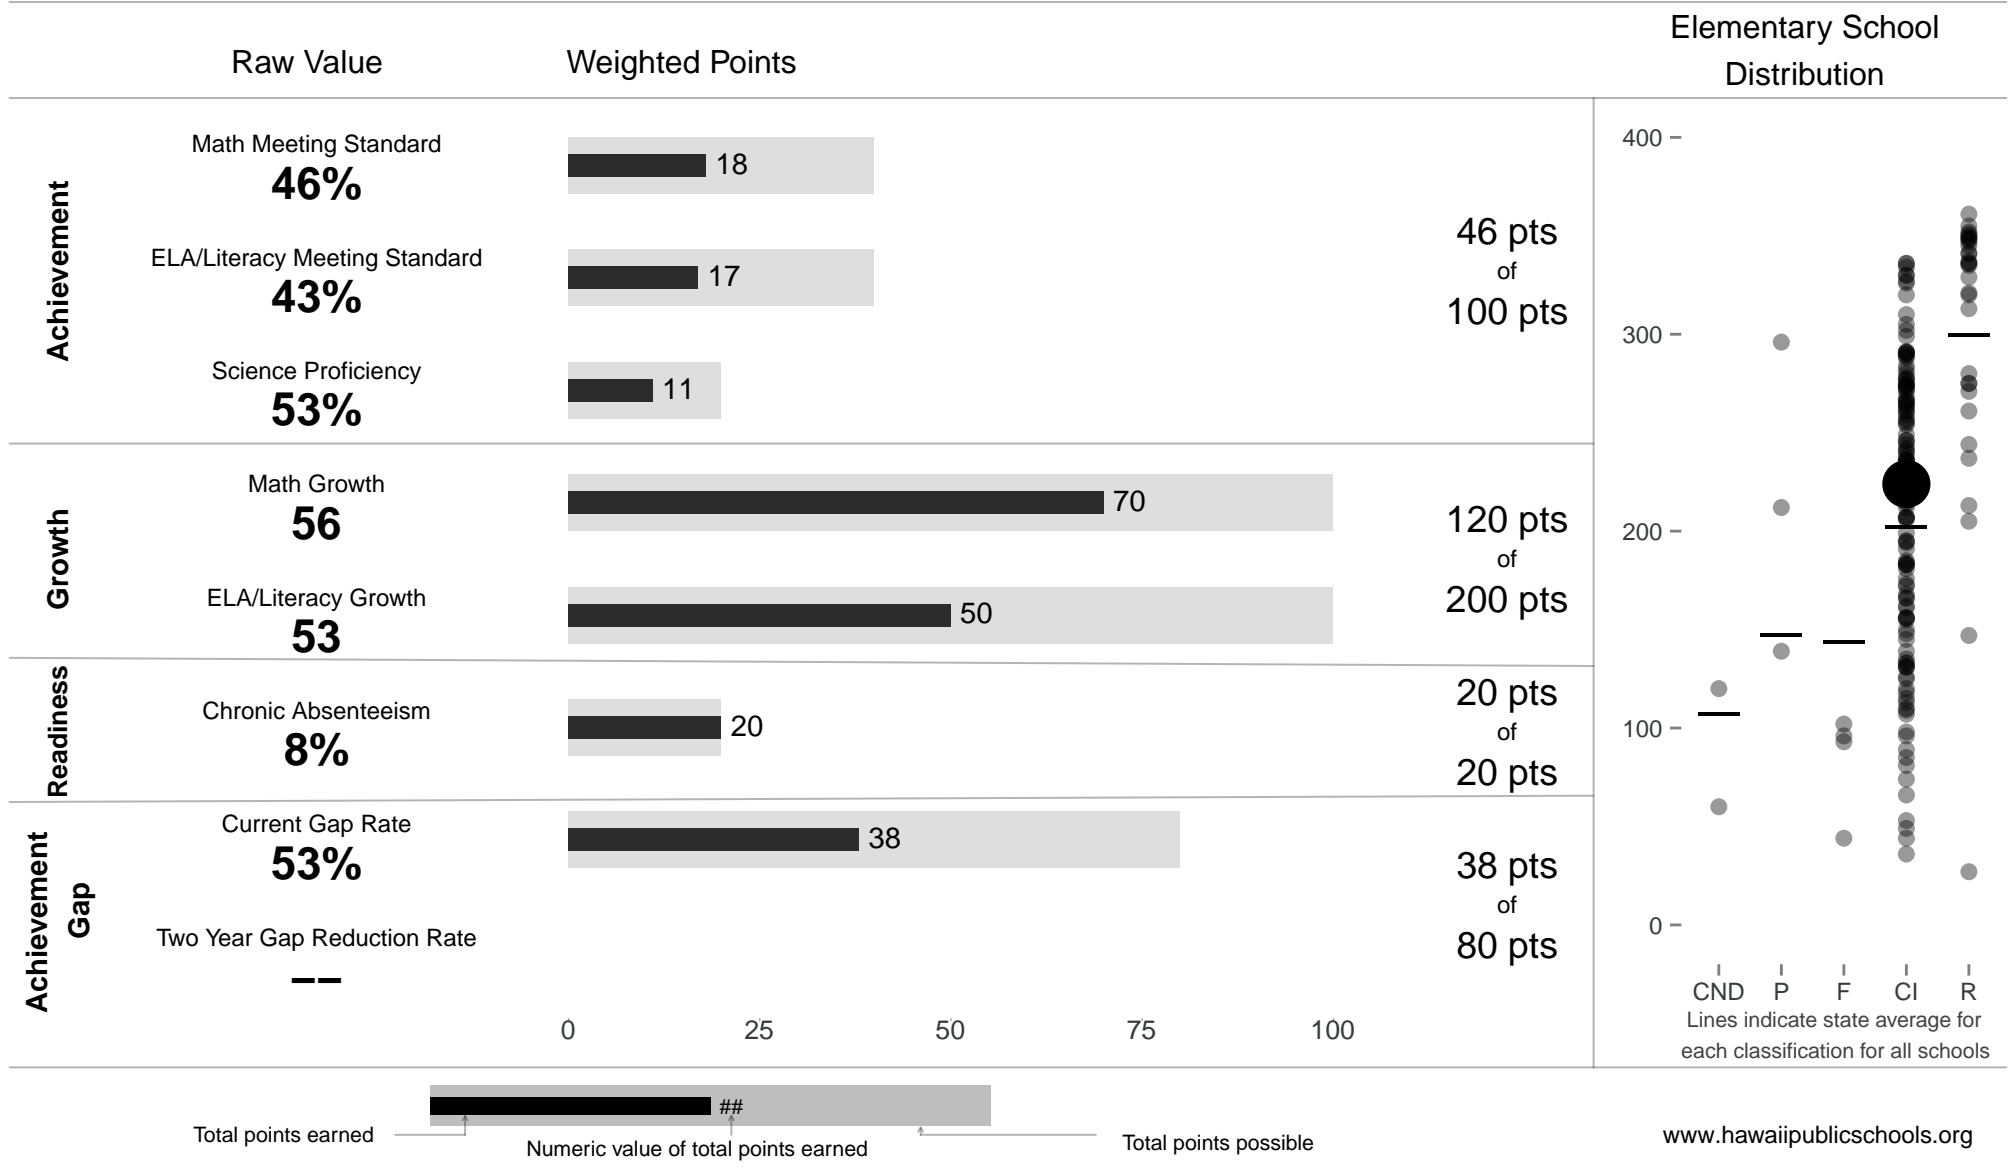 Raw Value
Weighted Points
Elementary School
Distribution
Achievement
Math Meeting Standard
46%
18
ELA/Literacy Meeting Standard
43%
17
Science Proficiency
53%
11
46 pts
of
100 pts
Growth
Math Growth
56
70
ELA/Literacy Growth
53
50
120 pts
of
200 pts
Readiness
Chronic Absenteeism
8%
20
20 pts
of
20 pts
Achievement
Gap
Current Gap Rate
53%
38
Two Year Gap Reduction Rate
––
38 pts
of
80 pts
0 25 50 75 100
400
300
200
100
0
CND P F CI R
Lines indicate state average for
each classification for all schools
##
Total points earned
Numeric value of total points earned
Total points possible
www.hawaiipublicschools.org